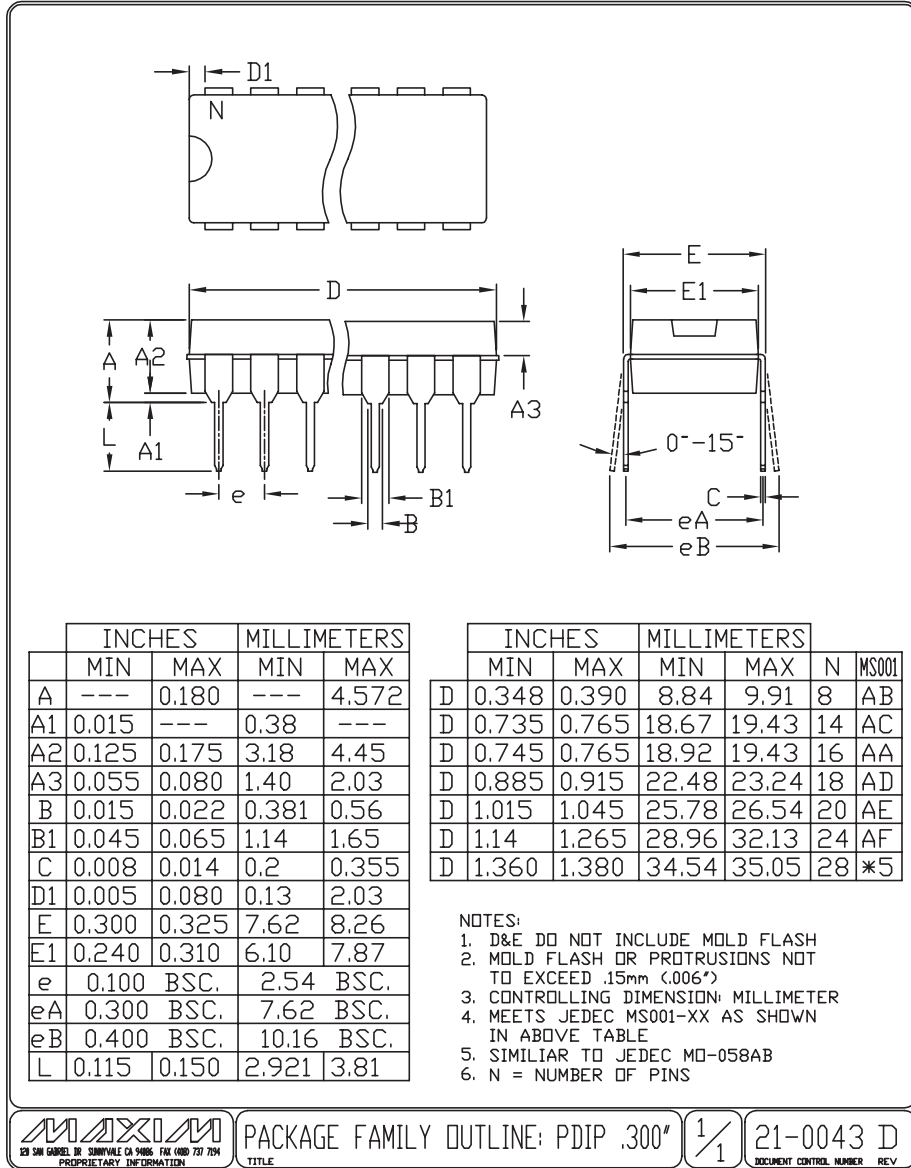 D1
N
D
E
E1
A
A2
A3
L
A1
0°-15°
e
B1
B
C
eA
eB
INCHES MILLIMETERS
MIN MAX MIN MAX
A --- 0.180 --- 4.572
A1 0.015 --- 0.38 ---
A2 0.125 0.175 3.18 4.45
A3 0.055 0.080 1.40 2.03
B 0.015 0.022 0.381 0.56
B1 0.045 0.065 1.14 1.65
C 0.008 0.014 0.2 0.355
D1 0.005 0.080 0.13 2.03
E 0.300 0.325 7.62 8.26
E1 0.240 0.310 6.10 7.87
e 0.100 BSC. 2.54 BSC.
eA 0.300 BSC. 7.62 BSC.
eB 0.400 BSC. 10.16 BSC.
L 0.115 0.150 2.921 3.81
INCHES MILLIMETERS
MIN MAX MIN MAX N MS001
D 0.348 0.390 8.84 9.91 8 AB
D 0.735 0.765 18.67 19.43 14 AC
D 0.745 0.765 18.92 19.43 16 AA
D 0.885 0.915 22.48 23.24 18 AD
D 1.015 1.045 25.78 26.54 20 AE
D 1.14 1.265 28.96 32.13 24 AF
D 1.360 1.380 34.54 35.05 28 *5
NOTES:
1. D&E DO NOT INCLUDE MOLD FLASH
2. MOLD FLASH OR PROTRUSIONS NOT
TO EXCEED .15mm (.006")
3. CONTROLLING DIMENSION: MILLIMETER
4. MEETS JEDEC MS001-XX AS SHOWN
IN ABOVE TABLE
5. SIMILIAR TO JEDEC MO-058AB
6. N = NUMBER OF PINS
MAXIM
120 SAN GABRIEL DR SUNNYVALE CA 94086 FAX (408) 737 7194
PROPRIETARY INFORMATION
PACKAGE FAMILY OUTLINE: PDIP .300"
TITLE
1/1
21-0043 D
DOCUMENT CONTROL NUMBER REV